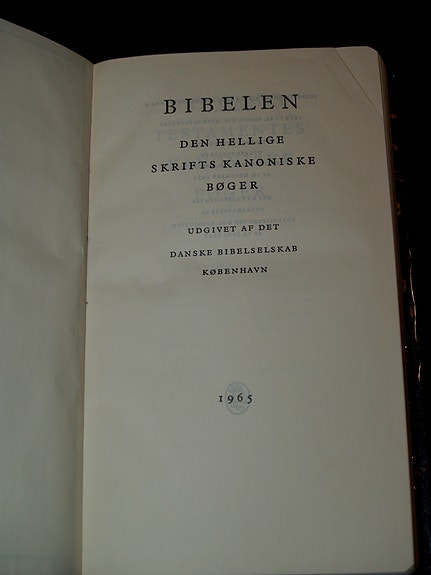 BIBELEN
DEN HELLIGE
SKRIFTS KANONISKE
BØGER
UDGIVET AF DET
DANSKE BIBELSELSKAB
KØBENHAVN
1965